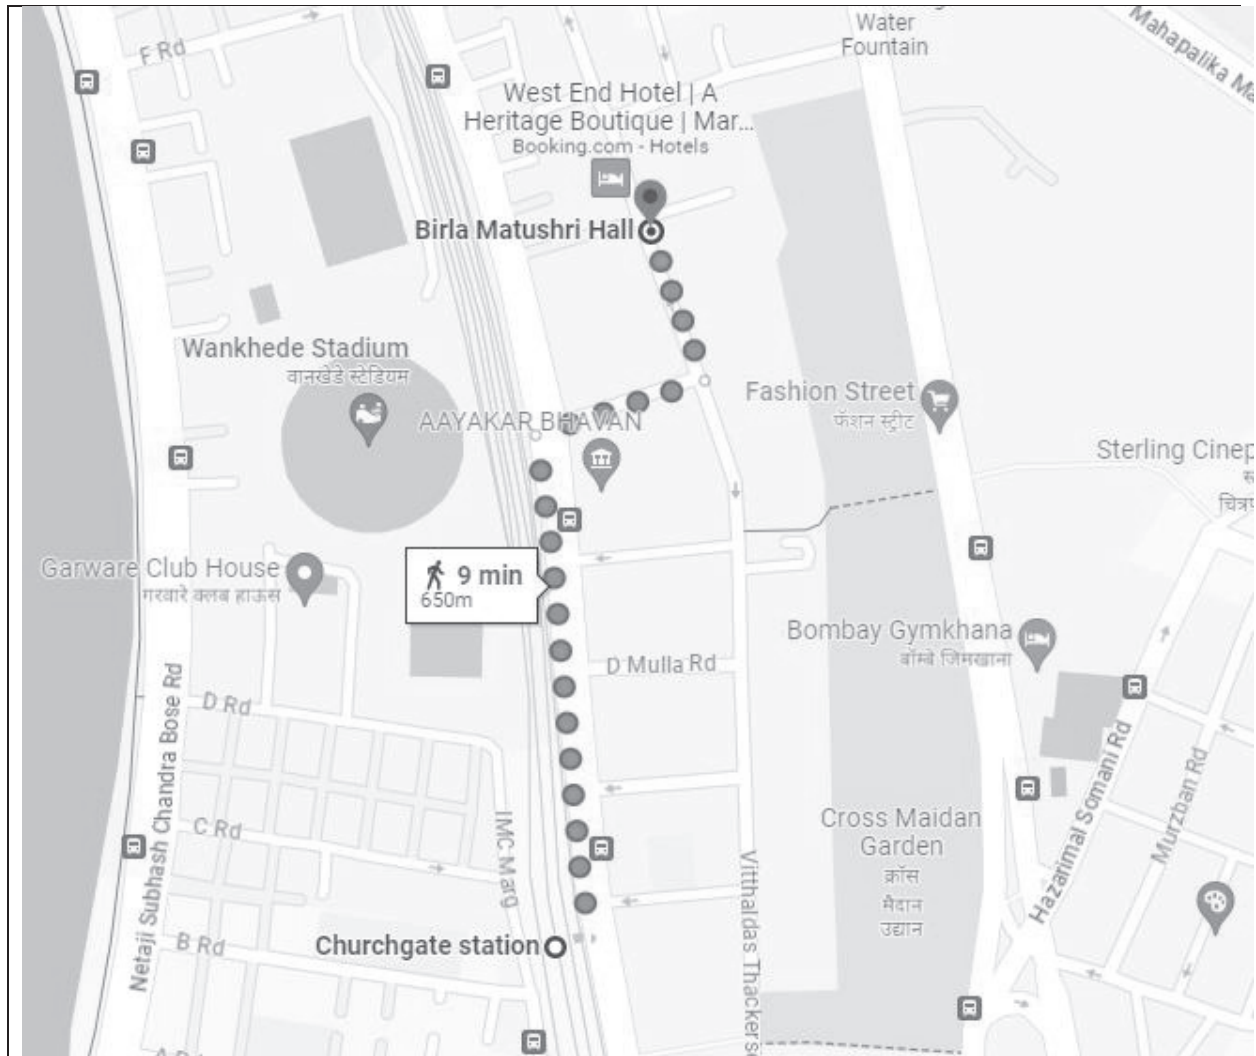 Water
Fountain
Mahapalika Ma
F Rd
West End Hotel | A
Heritage Boutique | Mar...
Booking.com - Hotels
Birla Matushri Hall
Wankhede Stadium
वानखेडे स्टेडियम
AAYAKAR BHAVAN
Fashion Street
फॅशन स्ट्रीट
Sterling Cinep
चित्रप
Garware Club House
गरवारे क्लब हाऊस
9 min
650m
Bombay Gymkhana
बॉम्बे जिमखाना
D Mulla Rd
D Rd
Netaji Subhash Chandra Bose Rd
C Rd
IMC Marg
Cross Maidan
Garden
क्रॉस
मैदान
उद्यान
Hazarimal Somani Rd
Murzban Rd
Vitthaldas Thackers
B Rd
Churchgate station